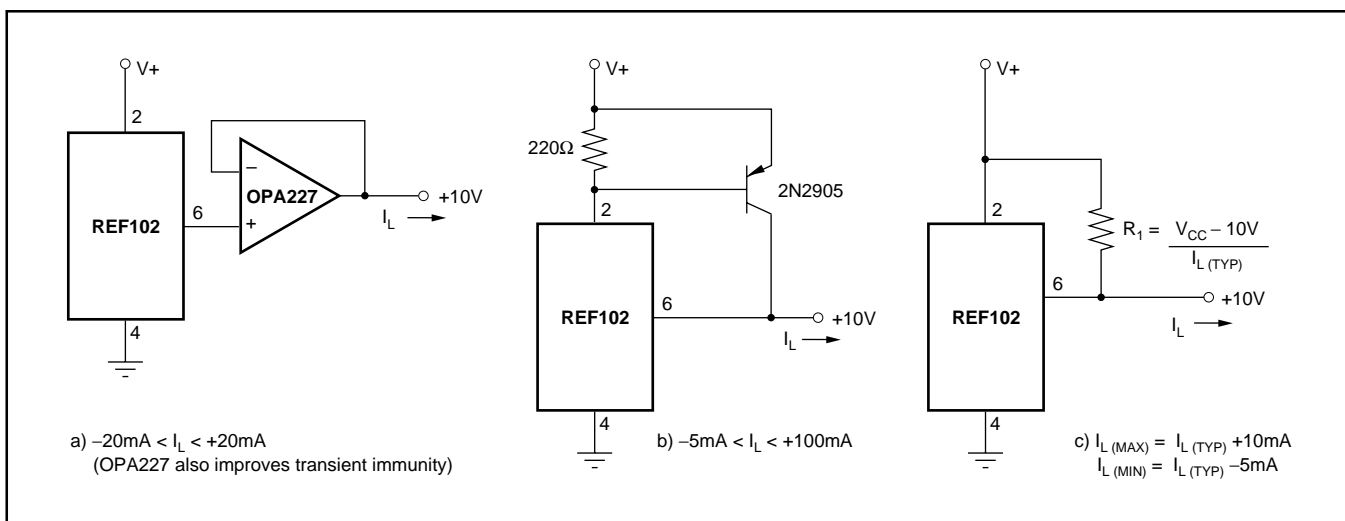 V+
2
REF102
6
4
–
+
OPA227
+10V
I_L
a) –20mA < I_L < +20mA
(OPA227 also improves transient immunity)
V+
220Ω
2N2905
2
REF102
6
4
+10V
I_L
b) –5mA < I_L < +100mA
V+
2
REF102
6
4
R_1 = V_CC – 10V
I_L (TYP)
+10V
I_L
c) I_L (MAX) = I_L (TYP) +10mA
I_L (MIN) = I_L (TYP) –5mA